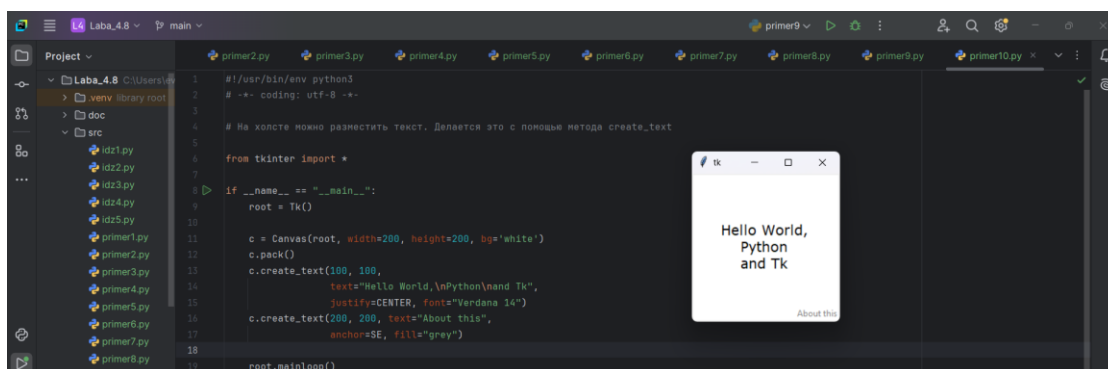 L4 Laba_4.8 main primer9
Project primer2.py primer3.py primer4.py primer5.py primer6.py primer7.py primer8.py primer9.py primer10.py
Laba_4.8 C:\Users\
.venv library root
doc
src
idz1.py
idz2.py
idz3.py
idz4.py
idz5.py
primer1.py
primer2.py
primer3.py
primer4.py
primer5.py
primer6.py
primer7.py
primer8.py
1 #!/usr/bin/env python3
2 # -*- coding: utf-8 -*-
3
4 # На холсте можно разместить текст. Делается это с помощью метода create_text
5
6 from tkinter import *
7
8 if __name__ == "__main__":
9 root = Tk()
10
11 c = Canvas(root, width=200, height=200, bg='white')
12 c.pack()
13 c.create_text(100, 100,
14 text="Hello World,\nPython\nand Tk",
15 justify=CENTER, font="Verdana 14")
16 c.create_text(200, 200, text="About this",
17 anchor=SE, fill="grey")
18
19 root.mainloop()
tk
Hello World,
Python
and Tk
About this